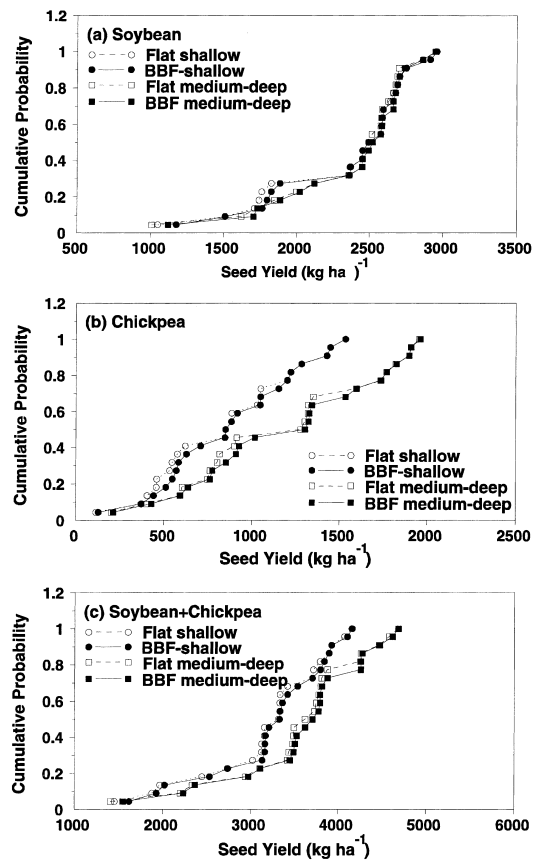 1.2
(a) Soybean
1
Flat shallow
BBF-shallow
0.8
Flat medium-deep
BBF medium-deep
0.6
0.4
0.2
0
Cumulative Probability
500 1000 1500 2000 2500 3000 3500
Seed Yield (kg ha )-1
1.2
(b) Chickpea
1
0.8
0.6
0.4
0.2
0
Cumulative Probability
Flat shallow
BBF-shallow
Flat medium-deep
BBF medium-deep
0 500 1000 1500 2000 2500
Seed Yield (kg ha-1)
1.2
(c) Soybean+Chickpea
1
Flat shallow
BBF-shallow
0.8
Flat medium-deep
BBF medium-deep
0.6
0.4
0.2
0
Cumulative Probability
1000 2000 3000 4000 5000 6000
Seed Yield (kg ha-1)